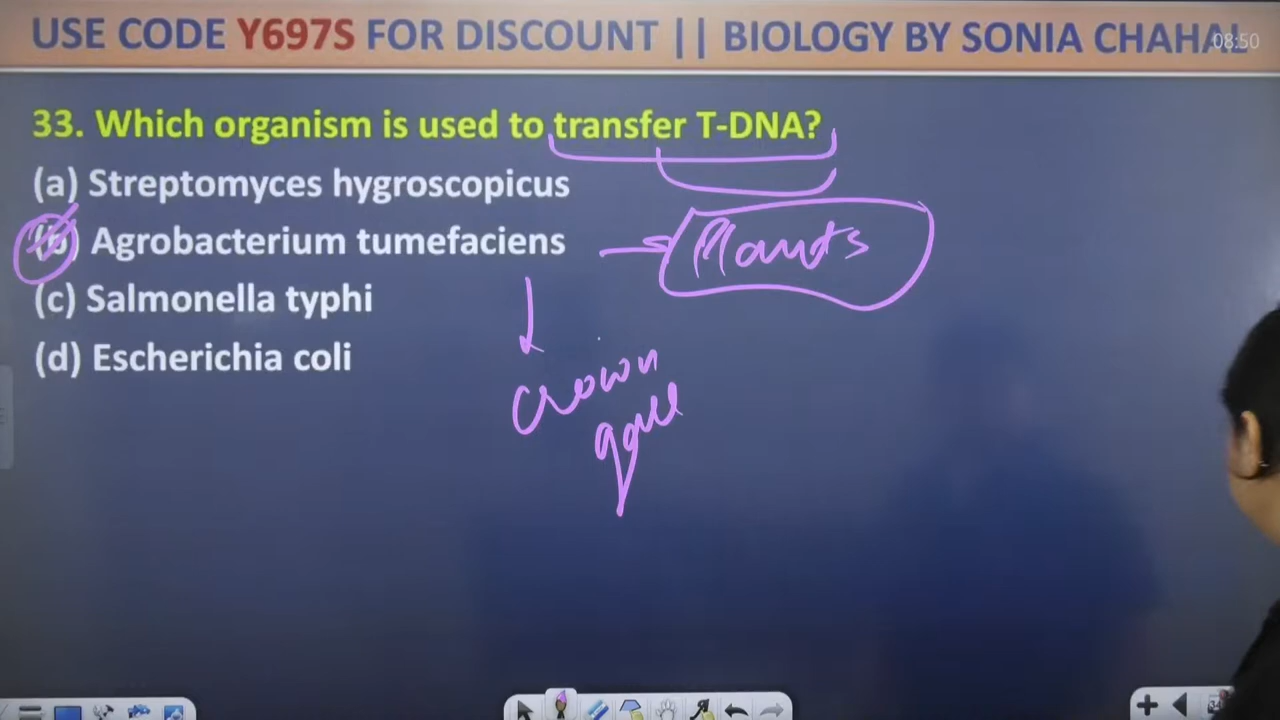 USE CODE Y697S FOR DISCOUNT || BIOLOGY BY SONIA CHAHAL
08:50
33. Which organism is used to transfer T-DNA?
(a) Streptomyces hygroscopicus
(b) Agrobacterium tumefaciens
Plants
(c) Salmonella typhi
(d) Escherichia coli
crown
gall